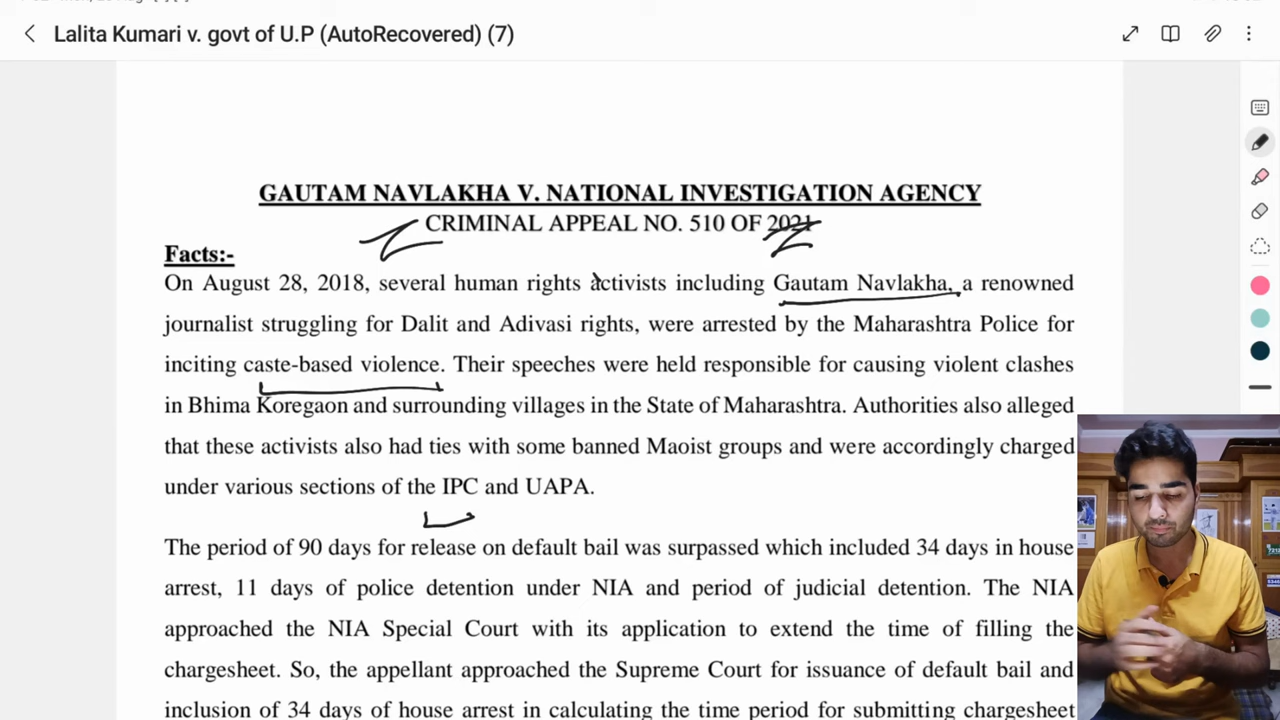 Lalita Kumari v. govt of U.P (AutoRecovered) (7)
GAUTAM NAVLAKHA V. NATIONAL INVESTIGATION AGENCY
CRIMINAL APPEAL NO. 510 OF 2021
Facts:-
On August 28, 2018, several human rights activists including Gautam Navlakha, a renowned
journalist struggling for Dalit and Adivasi rights, were arrested by the Maharashtra Police for
inciting caste-based violence. Their speeches were held responsible for causing violent clashes
in Bhima Koregaon and surrounding villages in the State of Maharashtra. Authorities also alleged
that these activists also had ties with some banned Maoist groups and were accordingly charged
under various sections of the IPC and UAPA.
The period of 90 days for release on default bail was surpassed which included 34 days in house
arrest, 11 days of police detention under NIA and period of judicial detention. The NIA
approached the NIA Special Court with its application to extend the time of filling the
chargesheet. So, the appellant approached the Supreme Court for issuance of default bail and
inclusion of 34 days of house arrest in calculating the time period for submitting chargesheet